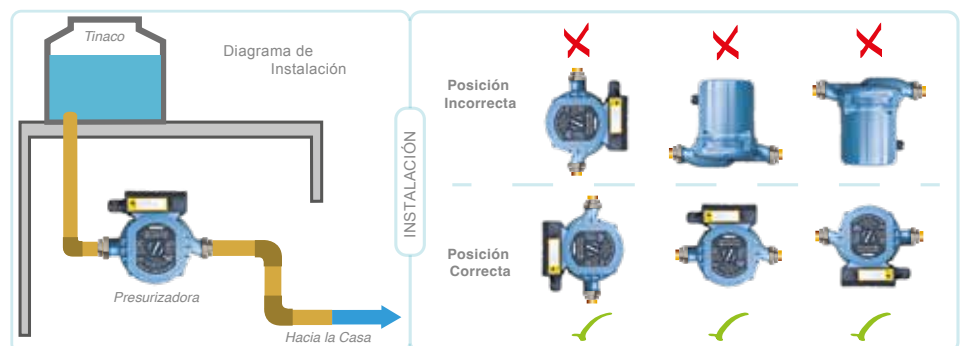 Tinaco
Diagrama de
Instalación
Presurizadora
Hacia la Casa
INSTALACIÓN
Posición
Incorrecta
Posición
Correcta